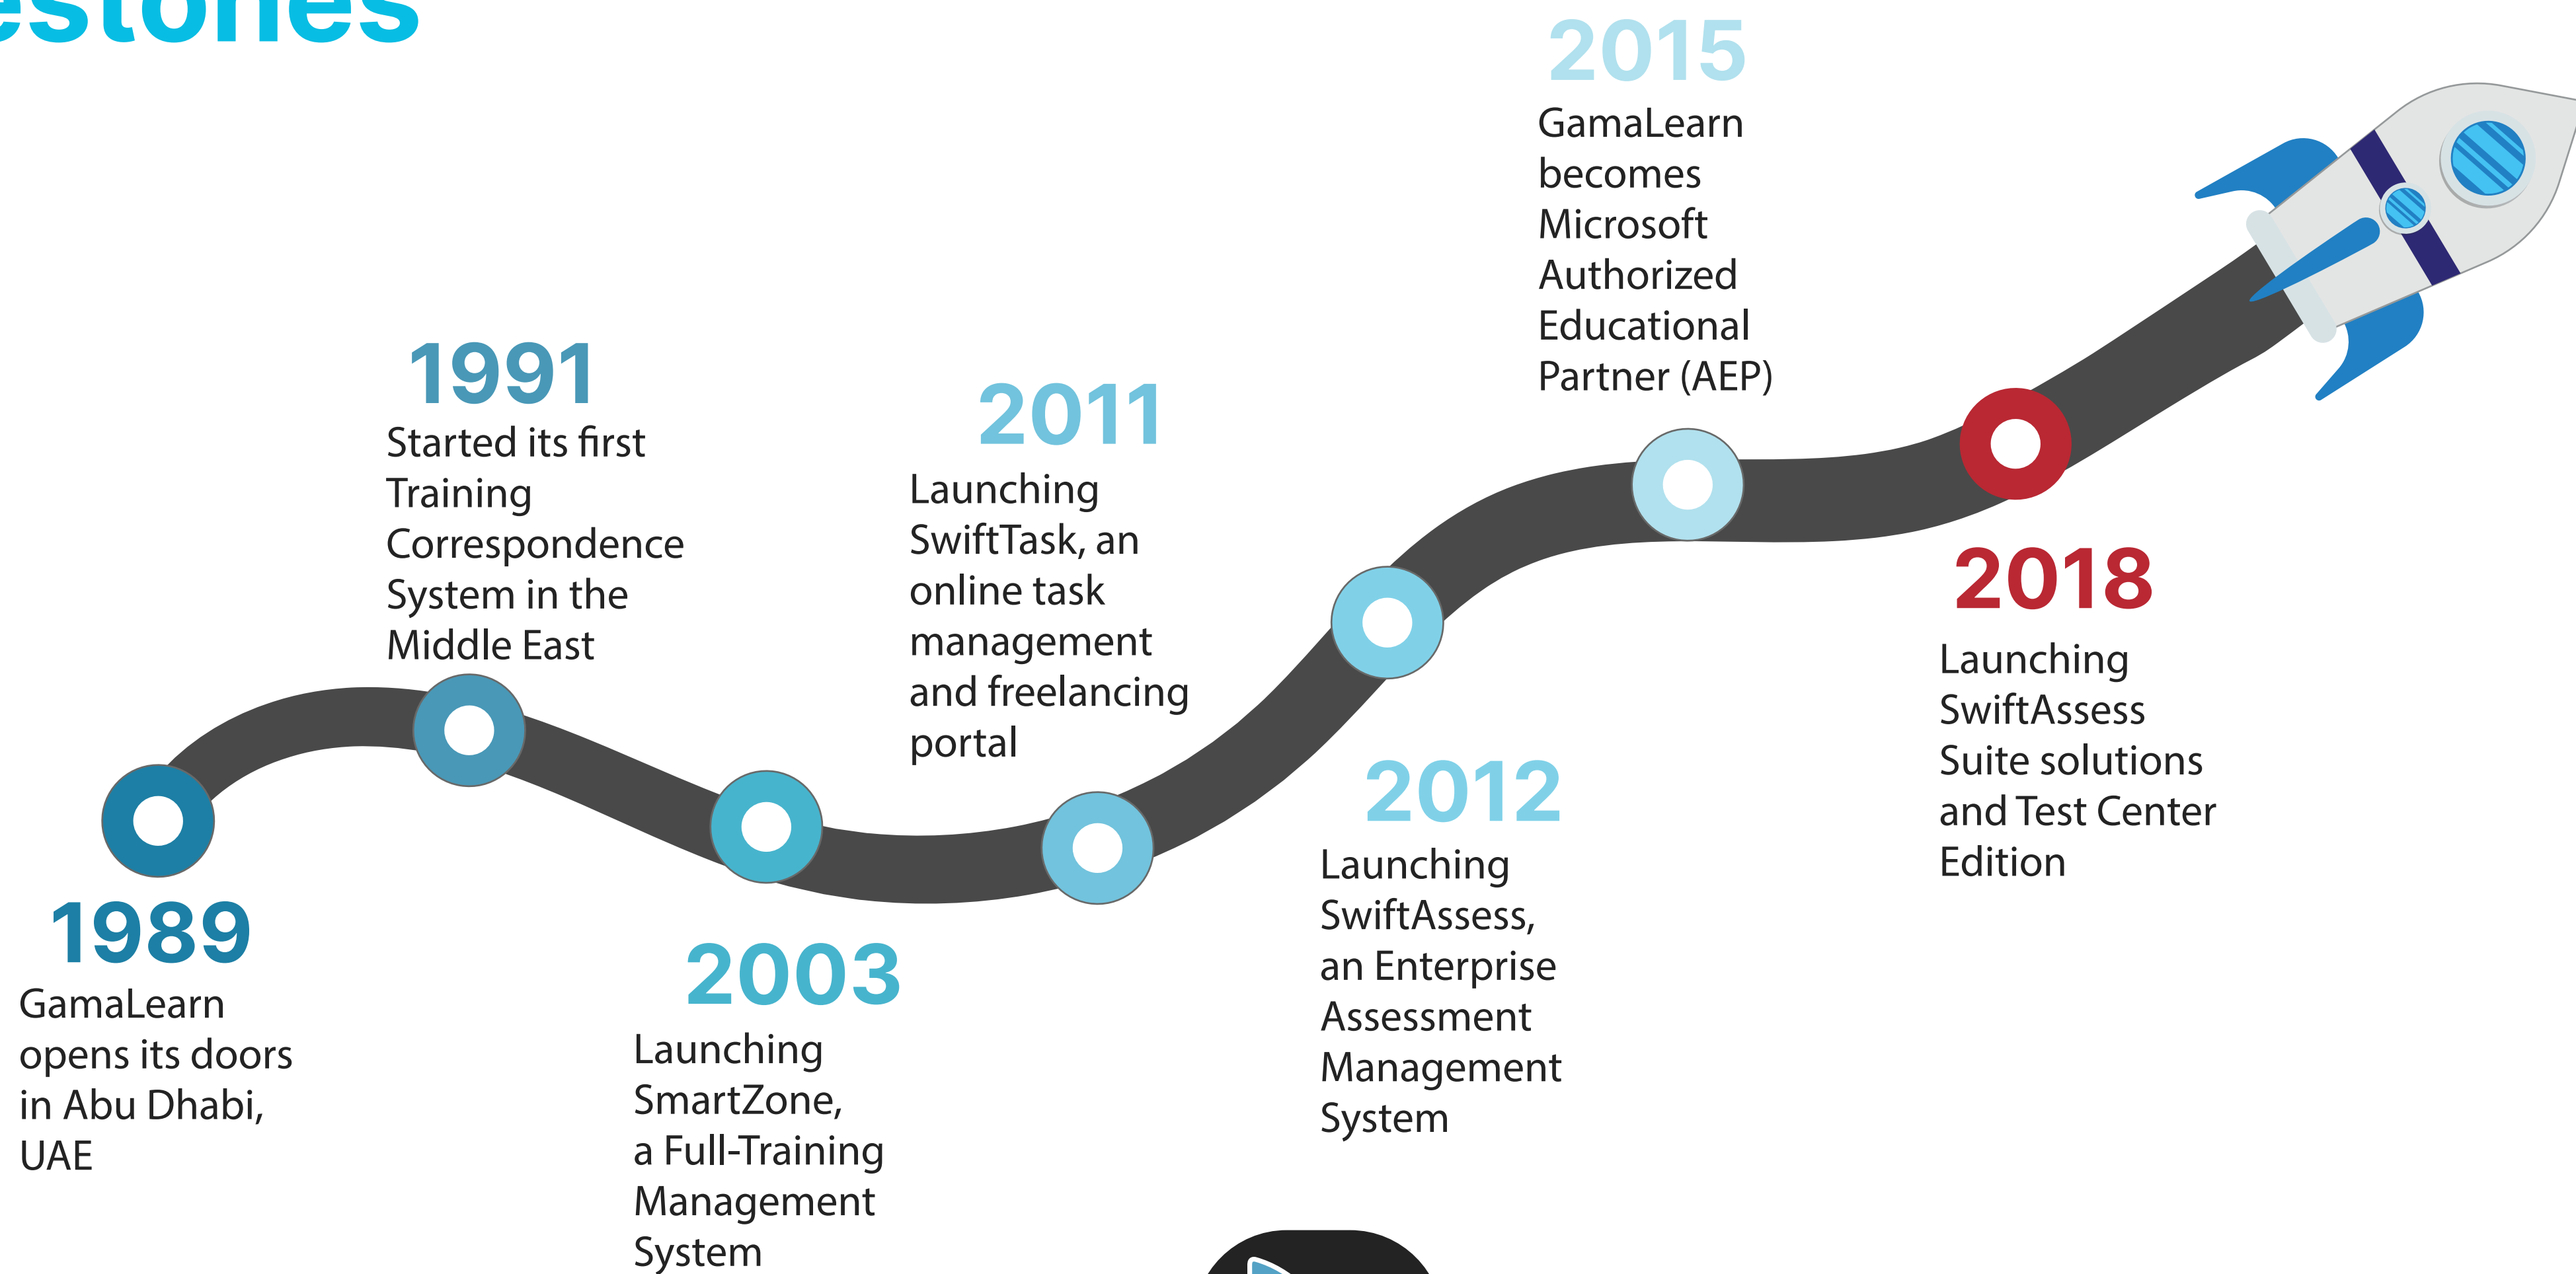 1989
GamaLearn
opens its doors
in Abu Dhabi,
UAE
1991
Started its first
Training
Correspondence
System in the
Middle East
2003
Launching
SmartZone,
a Full-Training
Management
System
2011
Launching
SwiftTask, an
online task
management
and freelancing
portal
2012
Launching
SwiftAssess,
an Enterprise
Assessment
Management
System
2015
GamaLearn
becomes
Microsoft
Authorized
Educational
Partner (AEP)
2018
Launching
SwiftAssess
Suite solutions
and Test Center
Edition